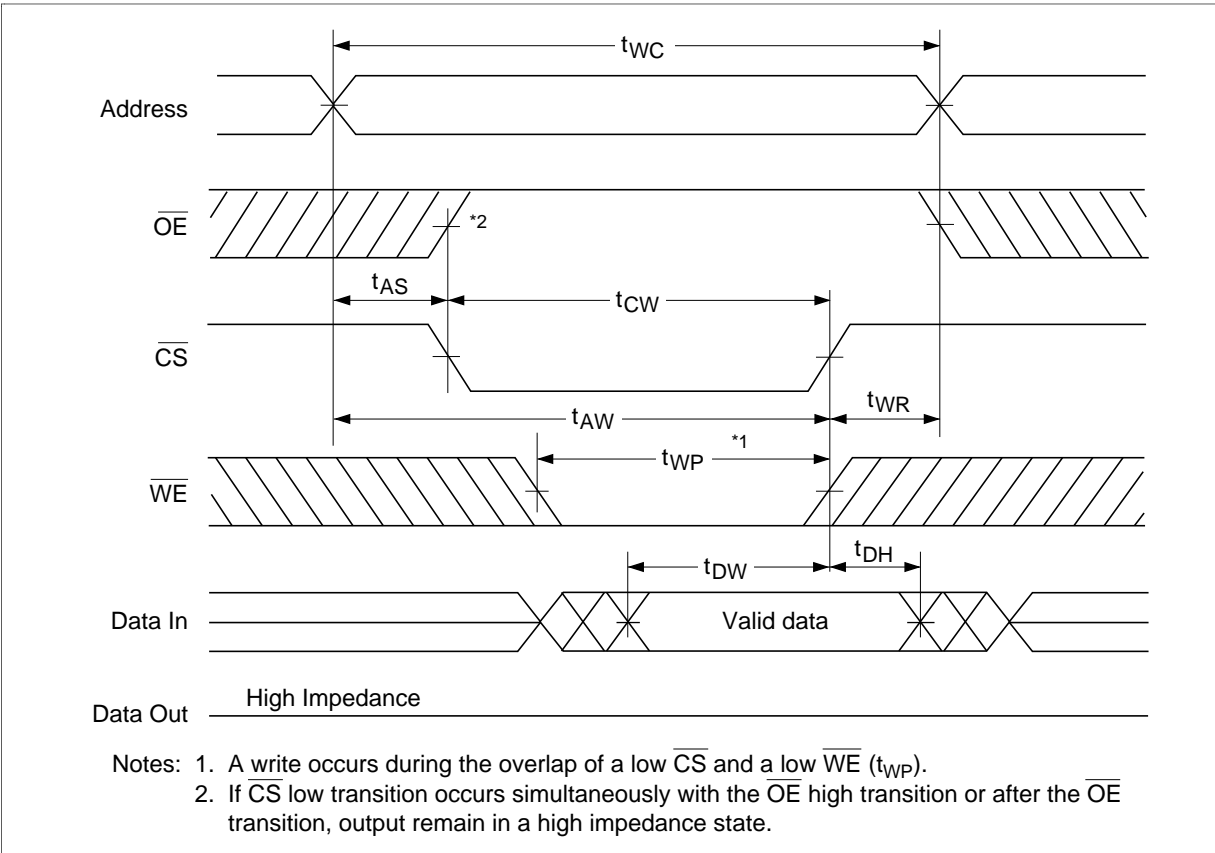 tWC
Address
OE
*2
tAS
tCW
CS
tAW
tWR
tWP *1
WE
tDW
tDH
Data In
Valid data
High Impedance
Data Out
Notes: 1. A write occurs during the overlap of a low CS and a low WE (tWP).
2. If CS low transition occurs simultaneously with the OE high transition or after the OE
transition, output remain in a high impedance state.